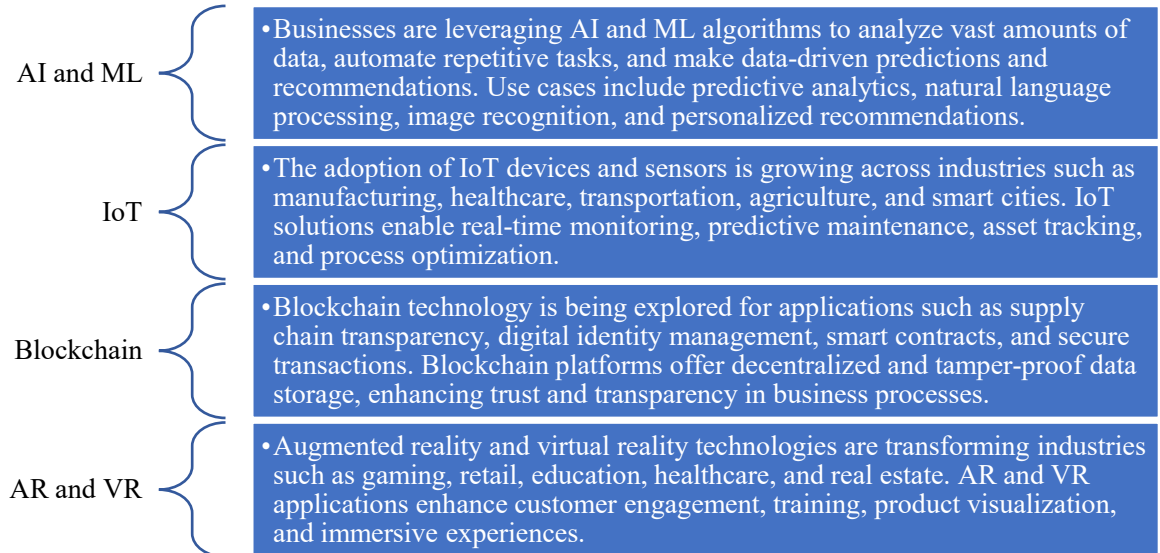 AI and ML
•Businesses are leveraging AI and ML algorithms to analyze vast amounts of
data, automate repetitive tasks, and make data-driven predictions and
recommendations. Use cases include predictive analytics, natural language
processing, image recognition, and personalized recommendations.
IoT
•The adoption of IoT devices and sensors is growing across industries such as
manufacturing, healthcare, transportation, agriculture, and smart cities. IoT
solutions enable real-time monitoring, predictive maintenance, asset tracking,
and process optimization.
Blockchain
•Blockchain technology is being explored for applications such as supply
chain transparency, digital identity management, smart contracts, and secure
transactions. Blockchain platforms offer decentralized and tamper-proof data
storage, enhancing trust and transparency in business processes.
AR and VR
•Augmented reality and virtual reality technologies are transforming industries
such as gaming, retail, education, healthcare, and real estate. AR and VR
applications enhance customer engagement, training, product visualization,
and immersive experiences.